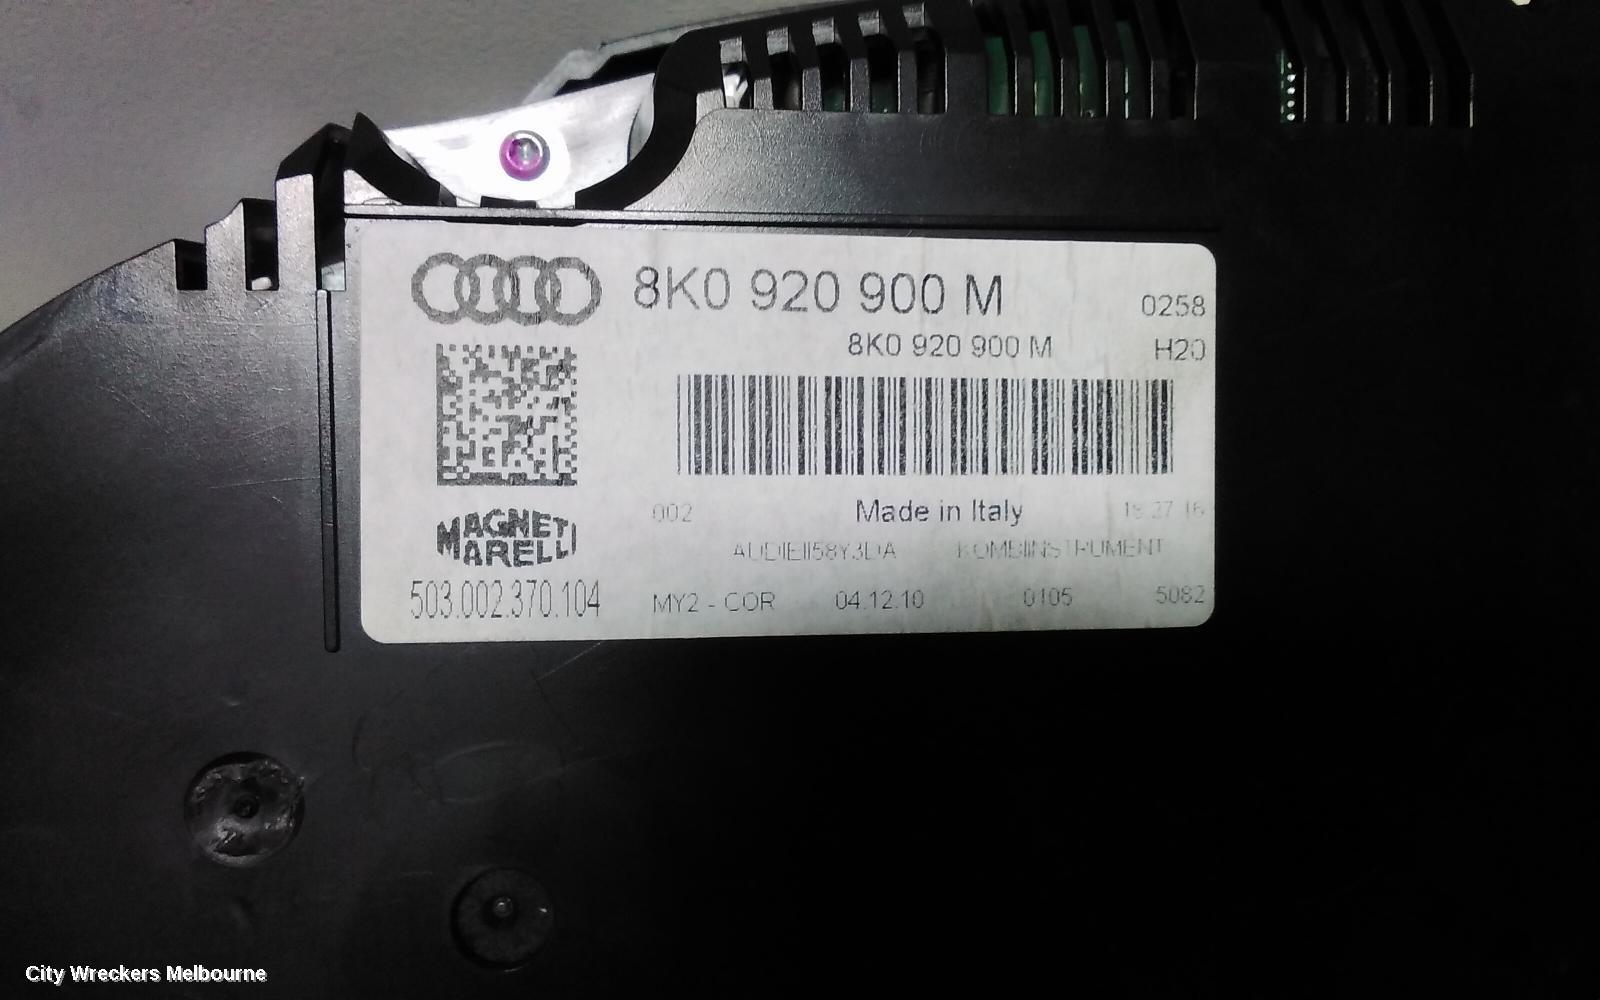 8K0 920 900 M
0258
8K0 920 900 M
H20
002
Made in Italy
MAGNETI
MARELLI
503.002.370.104
KOMBIINSTRUMENT
MY2 - COR
04.12.10
0105
5082
City Wreckers Melbourne